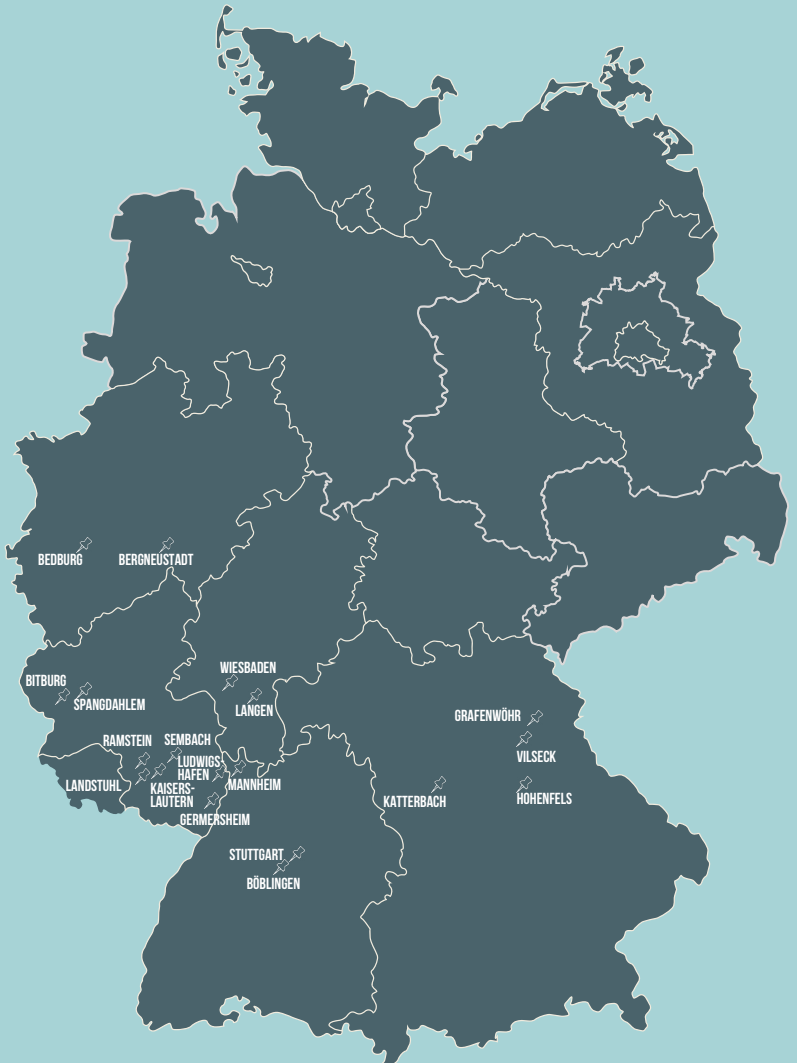 BEDBURG
BERGNEUSTADT
WIESBADEN
BITBURG
SPANGDAHLEM
LANGEN
GRAFENWÖHR
RAMSTEIN
SEMBACH
VILSECK
LUDWIGS-
HAFEN
LANDSTUHL
KAISERS-
LAUTERN
MANNHEIM
KATTERBACH
HOHENFELS
GERMERSHEIM
STUTTGART
BÖBLINGEN